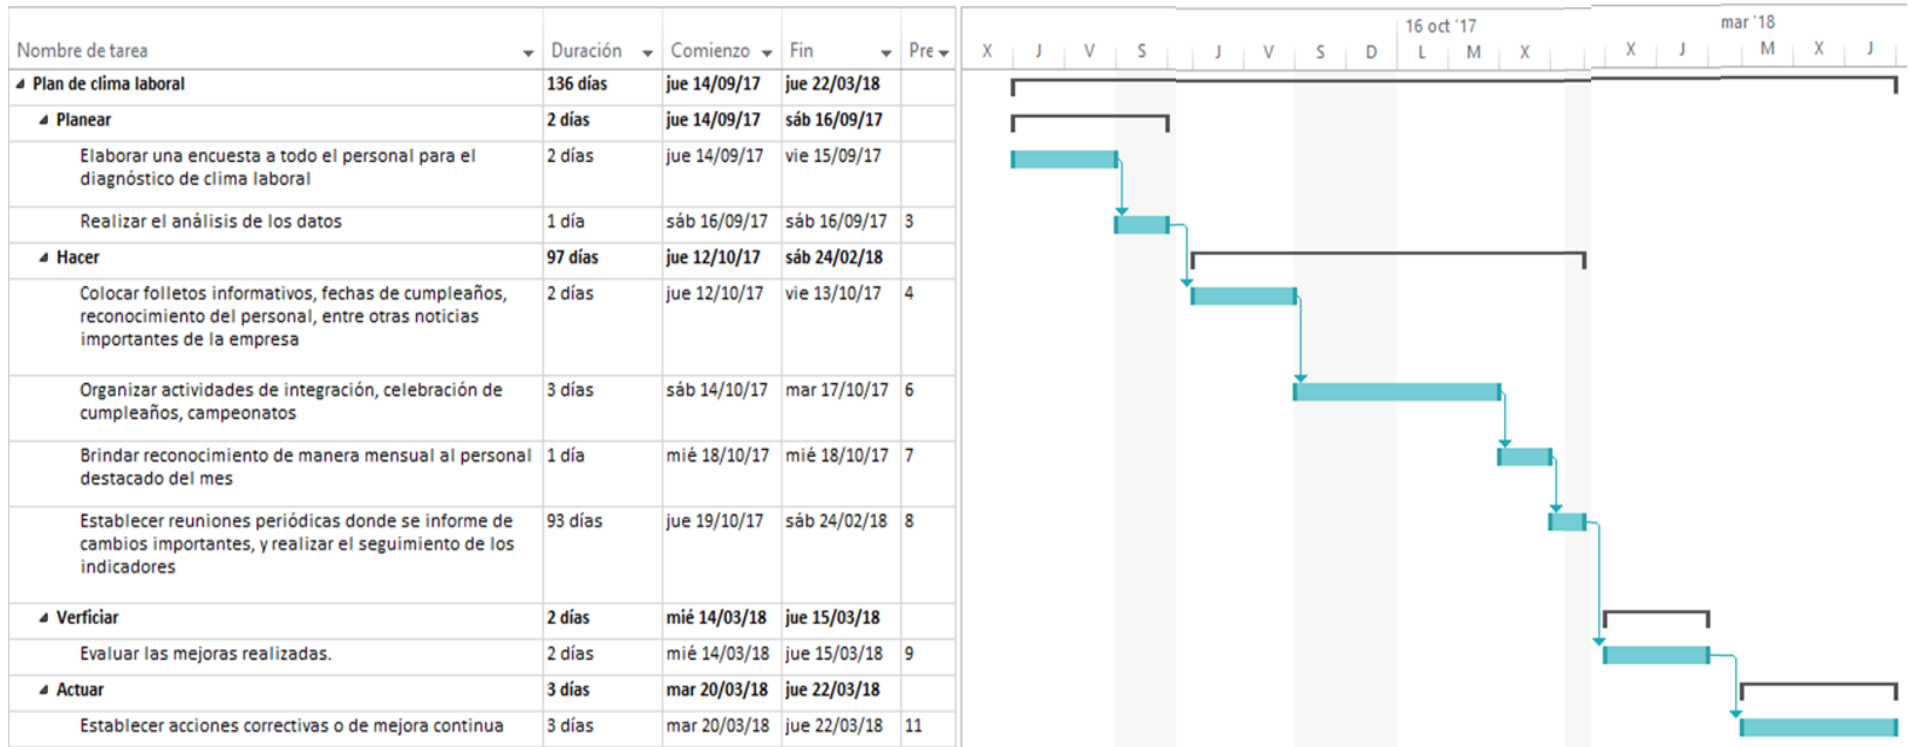 16 oct '17 mar '18
Nombre de tarea Duración Comienzo Fin Pre X J V S J V S D L M X X J M X J
Plan de clima laboral 136 días jue 14/09/17 jue 22/03/18
Planear 2 días jue 14/09/17 sáb 16/09/17
Elaborar una encuesta a todo el personal para el 2 días jue 14/09/17 vie 15/09/17
diagnóstico de clima laboral
Realizar el análisis de los datos 1 día sáb 16/09/17 sáb 16/09/17 3
Hacer 97 días jue 12/10/17 sáb 24/02/18
Colocar folletos informativos, fechas de cumpleaños, 2 días jue 12/10/17 vie 13/10/17 4
reconocimiento del personal, entre otras noticias
importantes de la empresa
Organizar actividades de integración, celebración de 3 días sáb 14/10/17 mar 17/10/17 6
cumpleaños, campeonatos
Brindar reconocimiento de manera mensual al personal 1 día mié 18/10/17 mié 18/10/17 7
destacado del mes
Establecer reuniones periódicas donde se informe de 93 días jue 19/10/17 sáb 24/02/18 8
cambios importantes, y realizar el seguimiento de los
indicadores
Verficiar 2 días mié 14/03/18 jue 15/03/18
Evaluar las mejoras realizadas. 2 días mié 14/03/18 jue 15/03/18 9
Actuar 3 días mar 20/03/18 jue 22/03/18
Establecer acciones correctivas o de mejora continua 3 días mar 20/03/18 jue 22/03/18 11